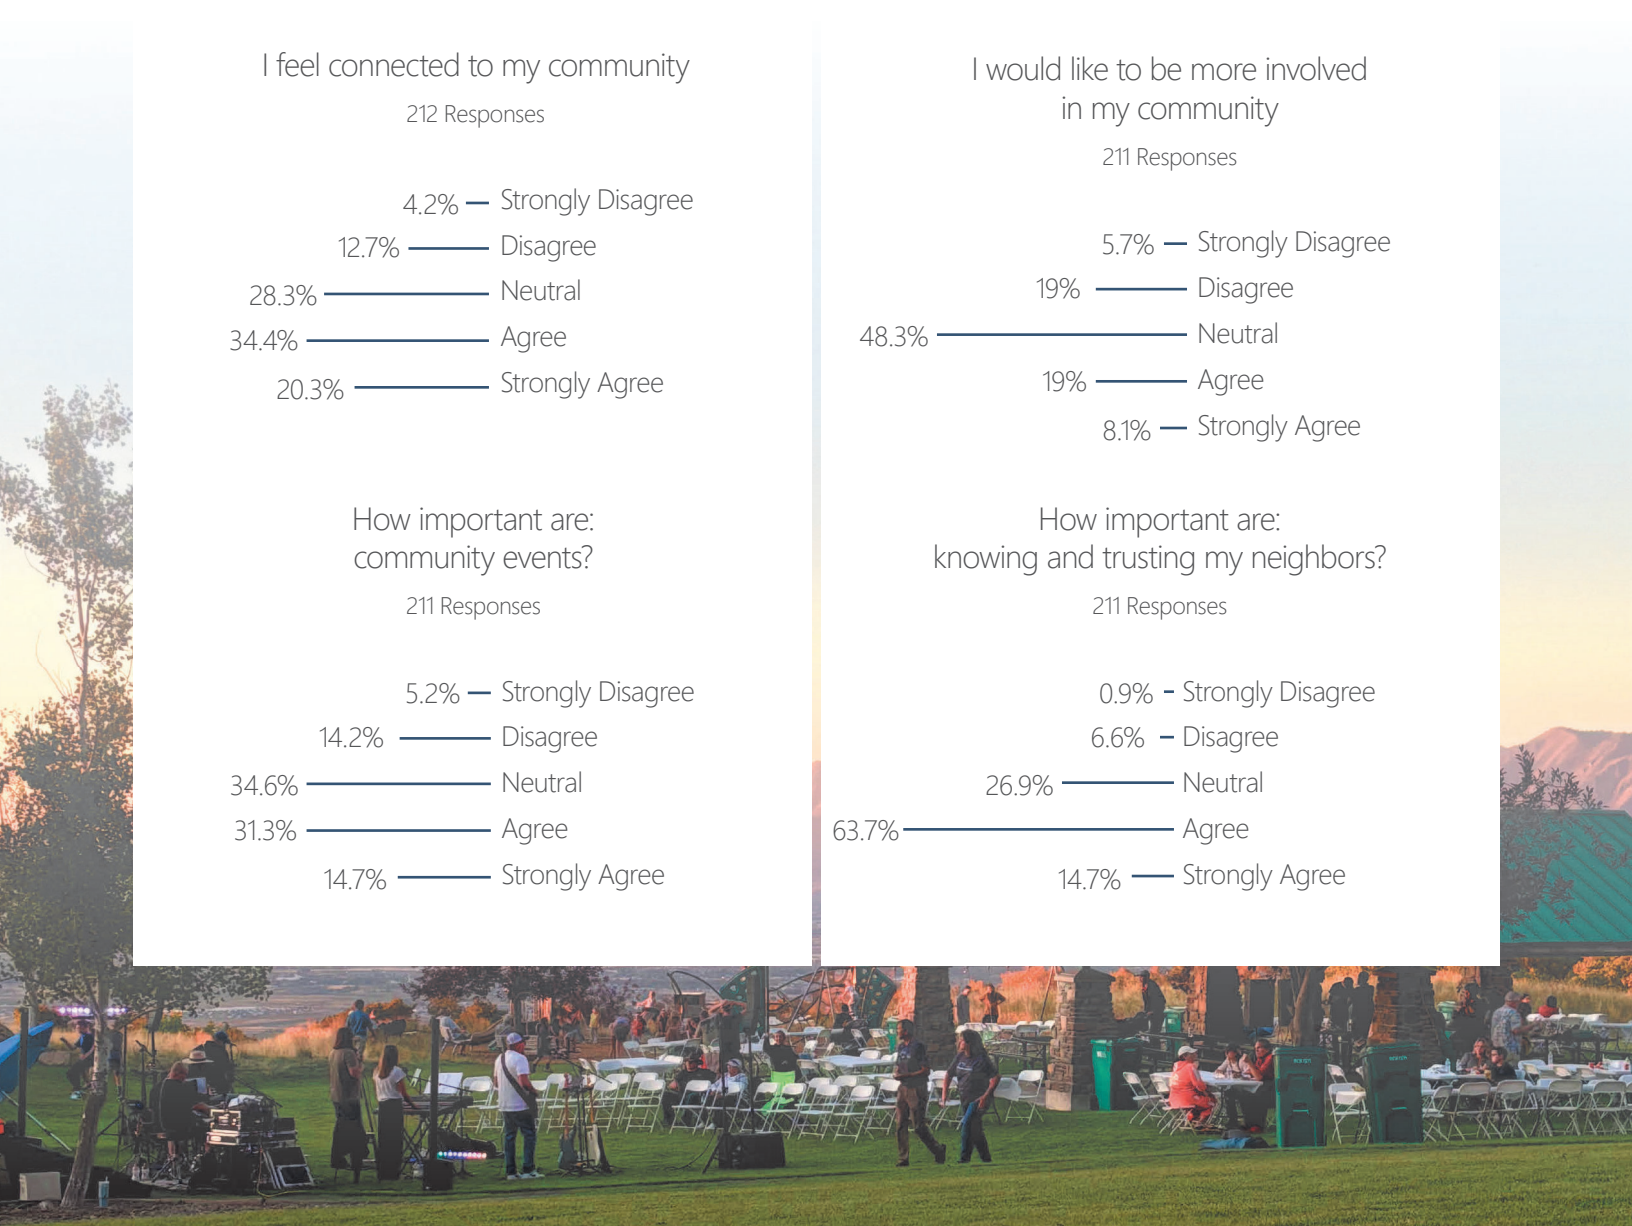 I feel connected to my community
212 Responses
4.2% Strongly Disagree
12.7% Disagree
28.3% Neutral
34.4% Agree
20.3% Strongly Agree
I would like to be more involved
in my community
211 Responses
5.7% Strongly Disagree
19% Disagree
48.3% Neutral
19% Agree
8.1% Strongly Agree
How important are:
community events?
211 Responses
5.2% Strongly Disagree
14.2% Disagree
34.6% Neutral
31.3% Agree
14.7% Strongly Agree
How important are:
knowing and trusting my neighbors?
211 Responses
0.9% Strongly Disagree
6.6% Disagree
26.9% Neutral
63.7% Agree
14.7% Strongly Agree